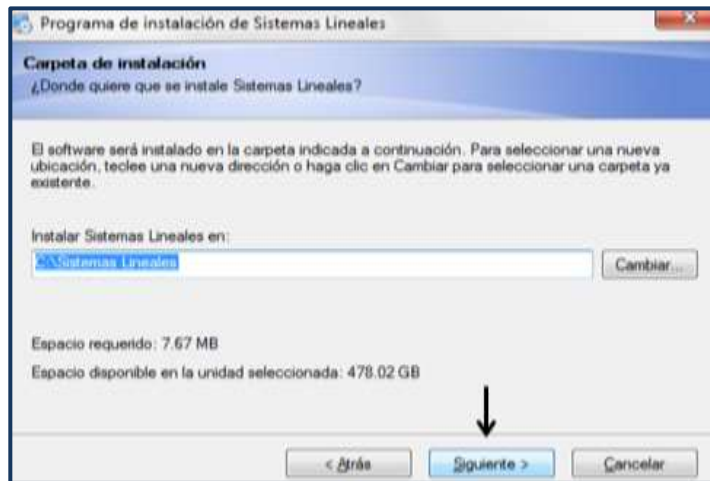 Programa de instalación de Sistemas Lineales
Carpeta de instalación
¿Donde quiere que se instale Sistemas Lineales?
El software será instalado en la carpeta indicada a continuación. Para seleccionar una nueva
ubicación, teclee una nueva dirección o haga clic en Cambiar para seleccionar una carpeta ya
existente.
Instalar Sistemas Lineales en:
C:\Sistemas Lineales
Cambiar...
Espacio requerido: 7.67 MB
Espacio disponible en la unidad seleccionada: 478.02 GB
< Atrás
Siguiente >
Cancelar